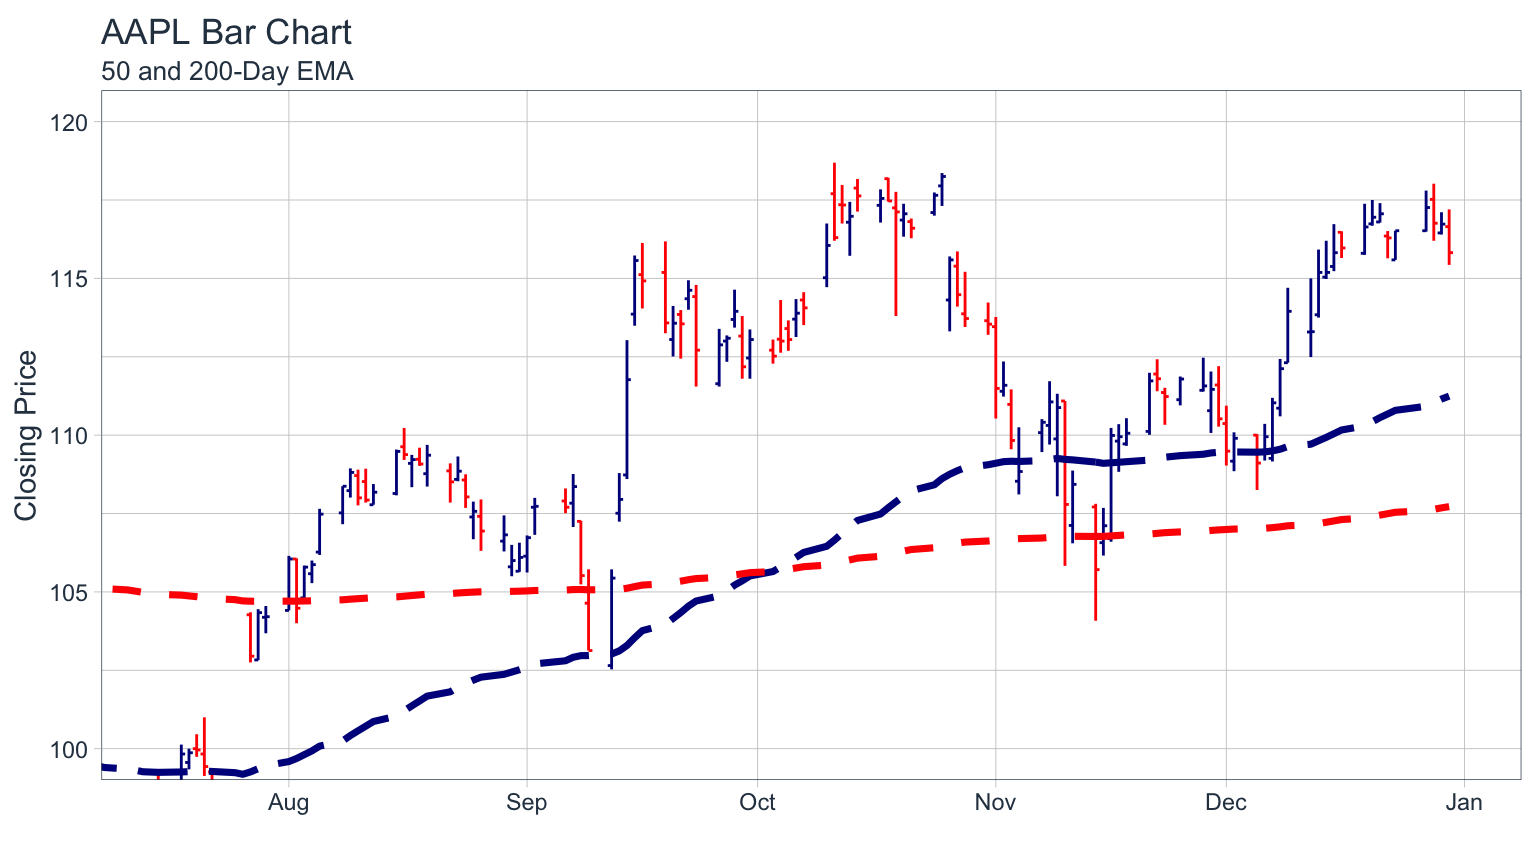 AAPL Bar Chart
50 and 200-Day EMA
120
115
110
105
100
Closing Price
Aug Sep Oct Nov Dec Jan